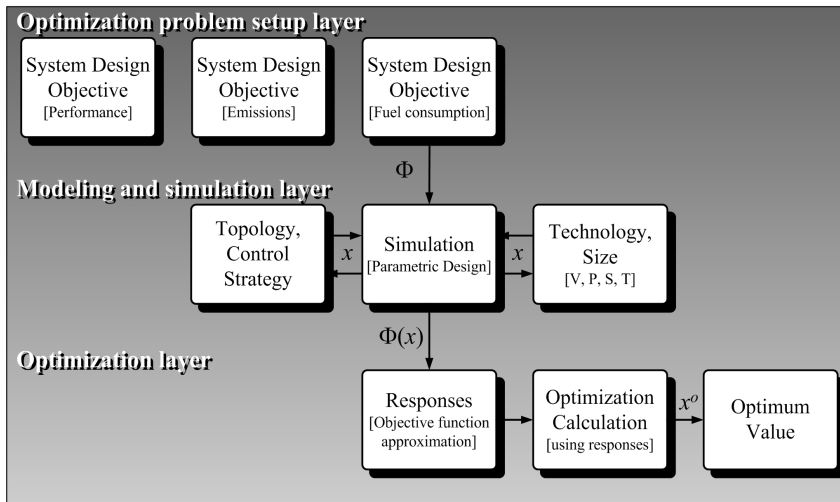 Optimization problem setup layer
System Design
Objective
[Performance]
System Design
Objective
[Emissions]
System Design
Objective
[Fuel consumption]
Φ
Modeling and simulation layer
Topology,
Control
Strategy
x
Simulation
[Parametric Design]
x
Technology,
Size
[V, P, S, T]
Φ(x)
Optimization layer
Responses
[Objective function
approximation]
Optimization
Calculation
[using responses]
xᵒ
Optimum
Value